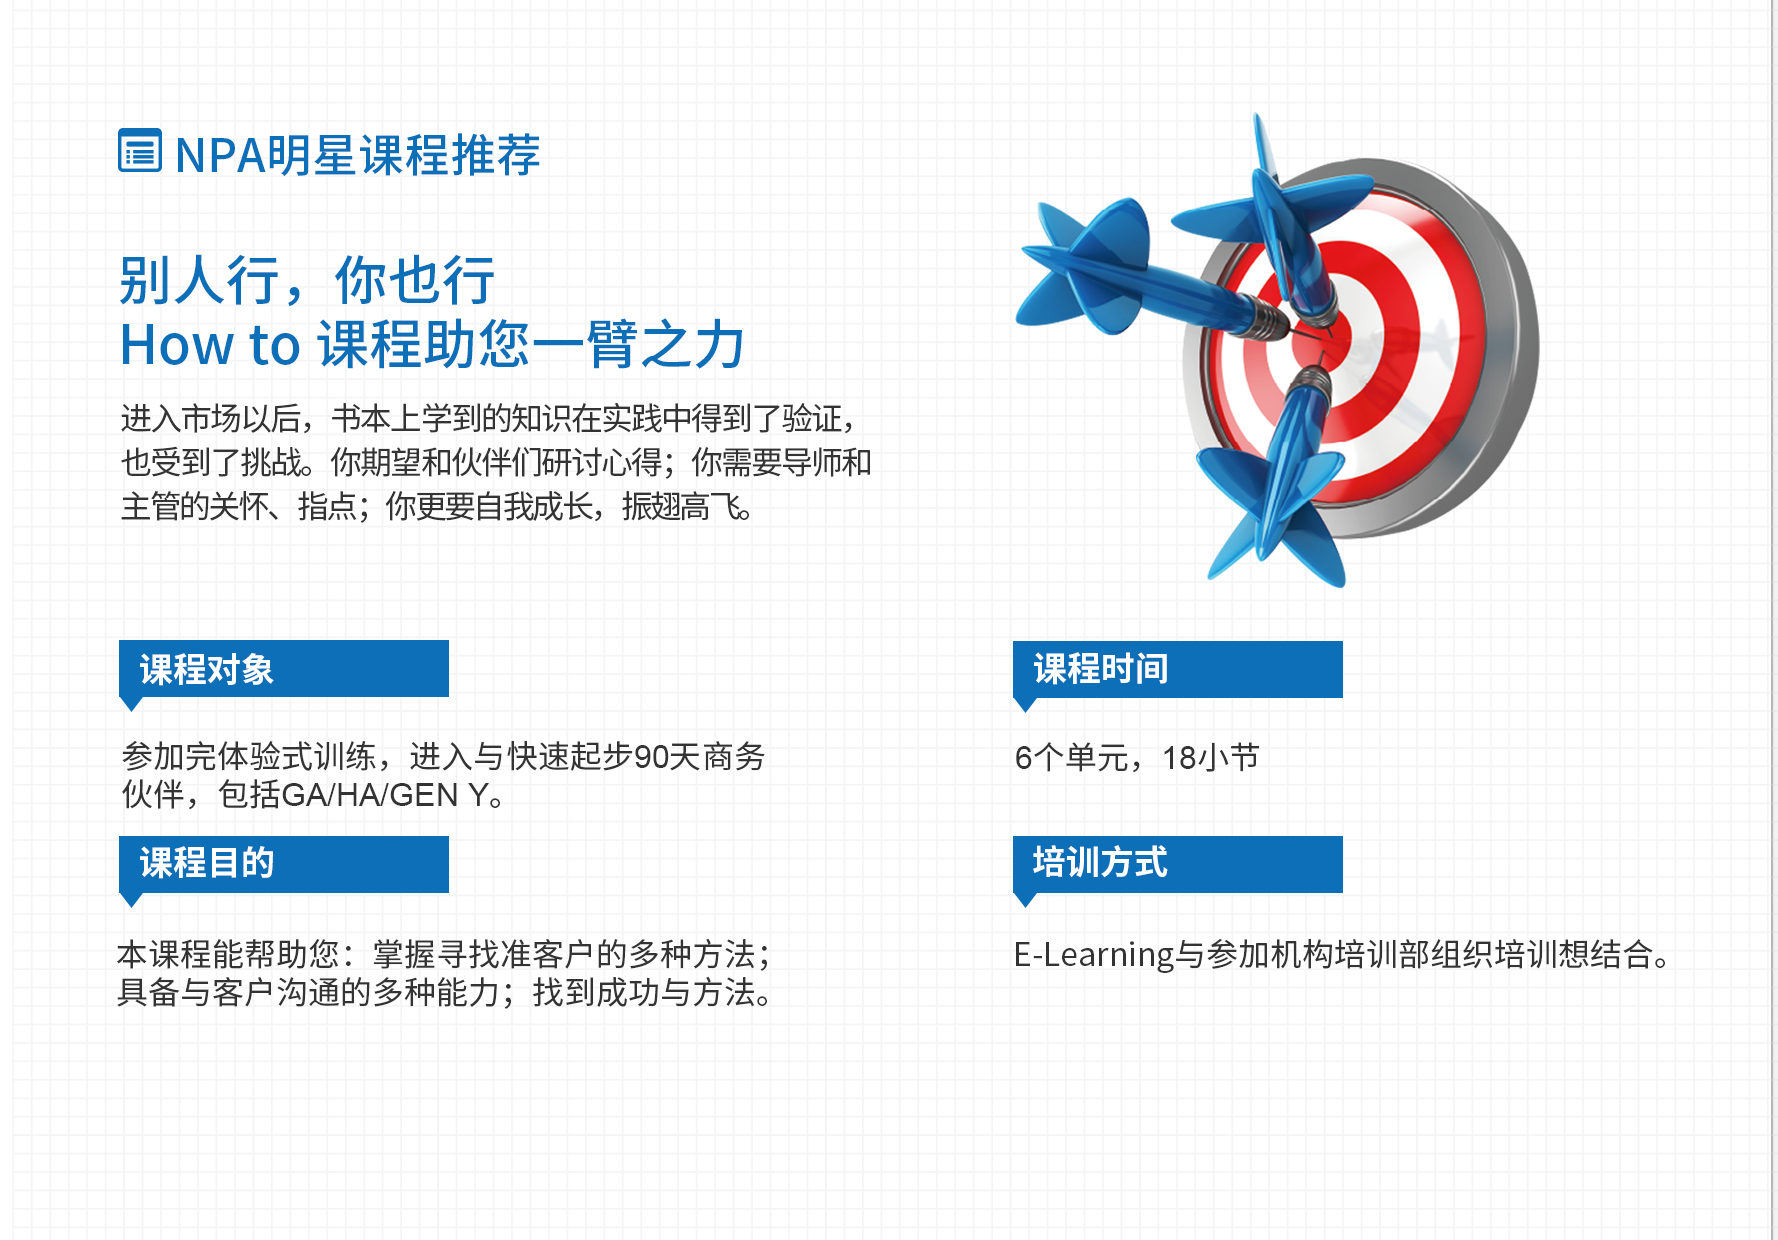 NPA明星课程推荐
别人行，你也行
How to 课程助您一臂之力
进入市场以后，书本上学到的知识在实践中得到了验证，
也受到了挑战。你期望和伙伴们研讨心得；你需要导师和
主管的关怀、指点；你更要自我成长，振翅高飞。
课程对象
参加完体验式训练，进入与快速起步90天商务
伙伴，包括GA/HA/GEN Y。
课程时间
6个单元，18小节
课程目的
本课程能帮助您：掌握寻找准客户的多种方法；
具备与客户沟通的多种能力；找到成功与方法。
培训方式
E-Learning与参加机构培训部组织培训想结合。